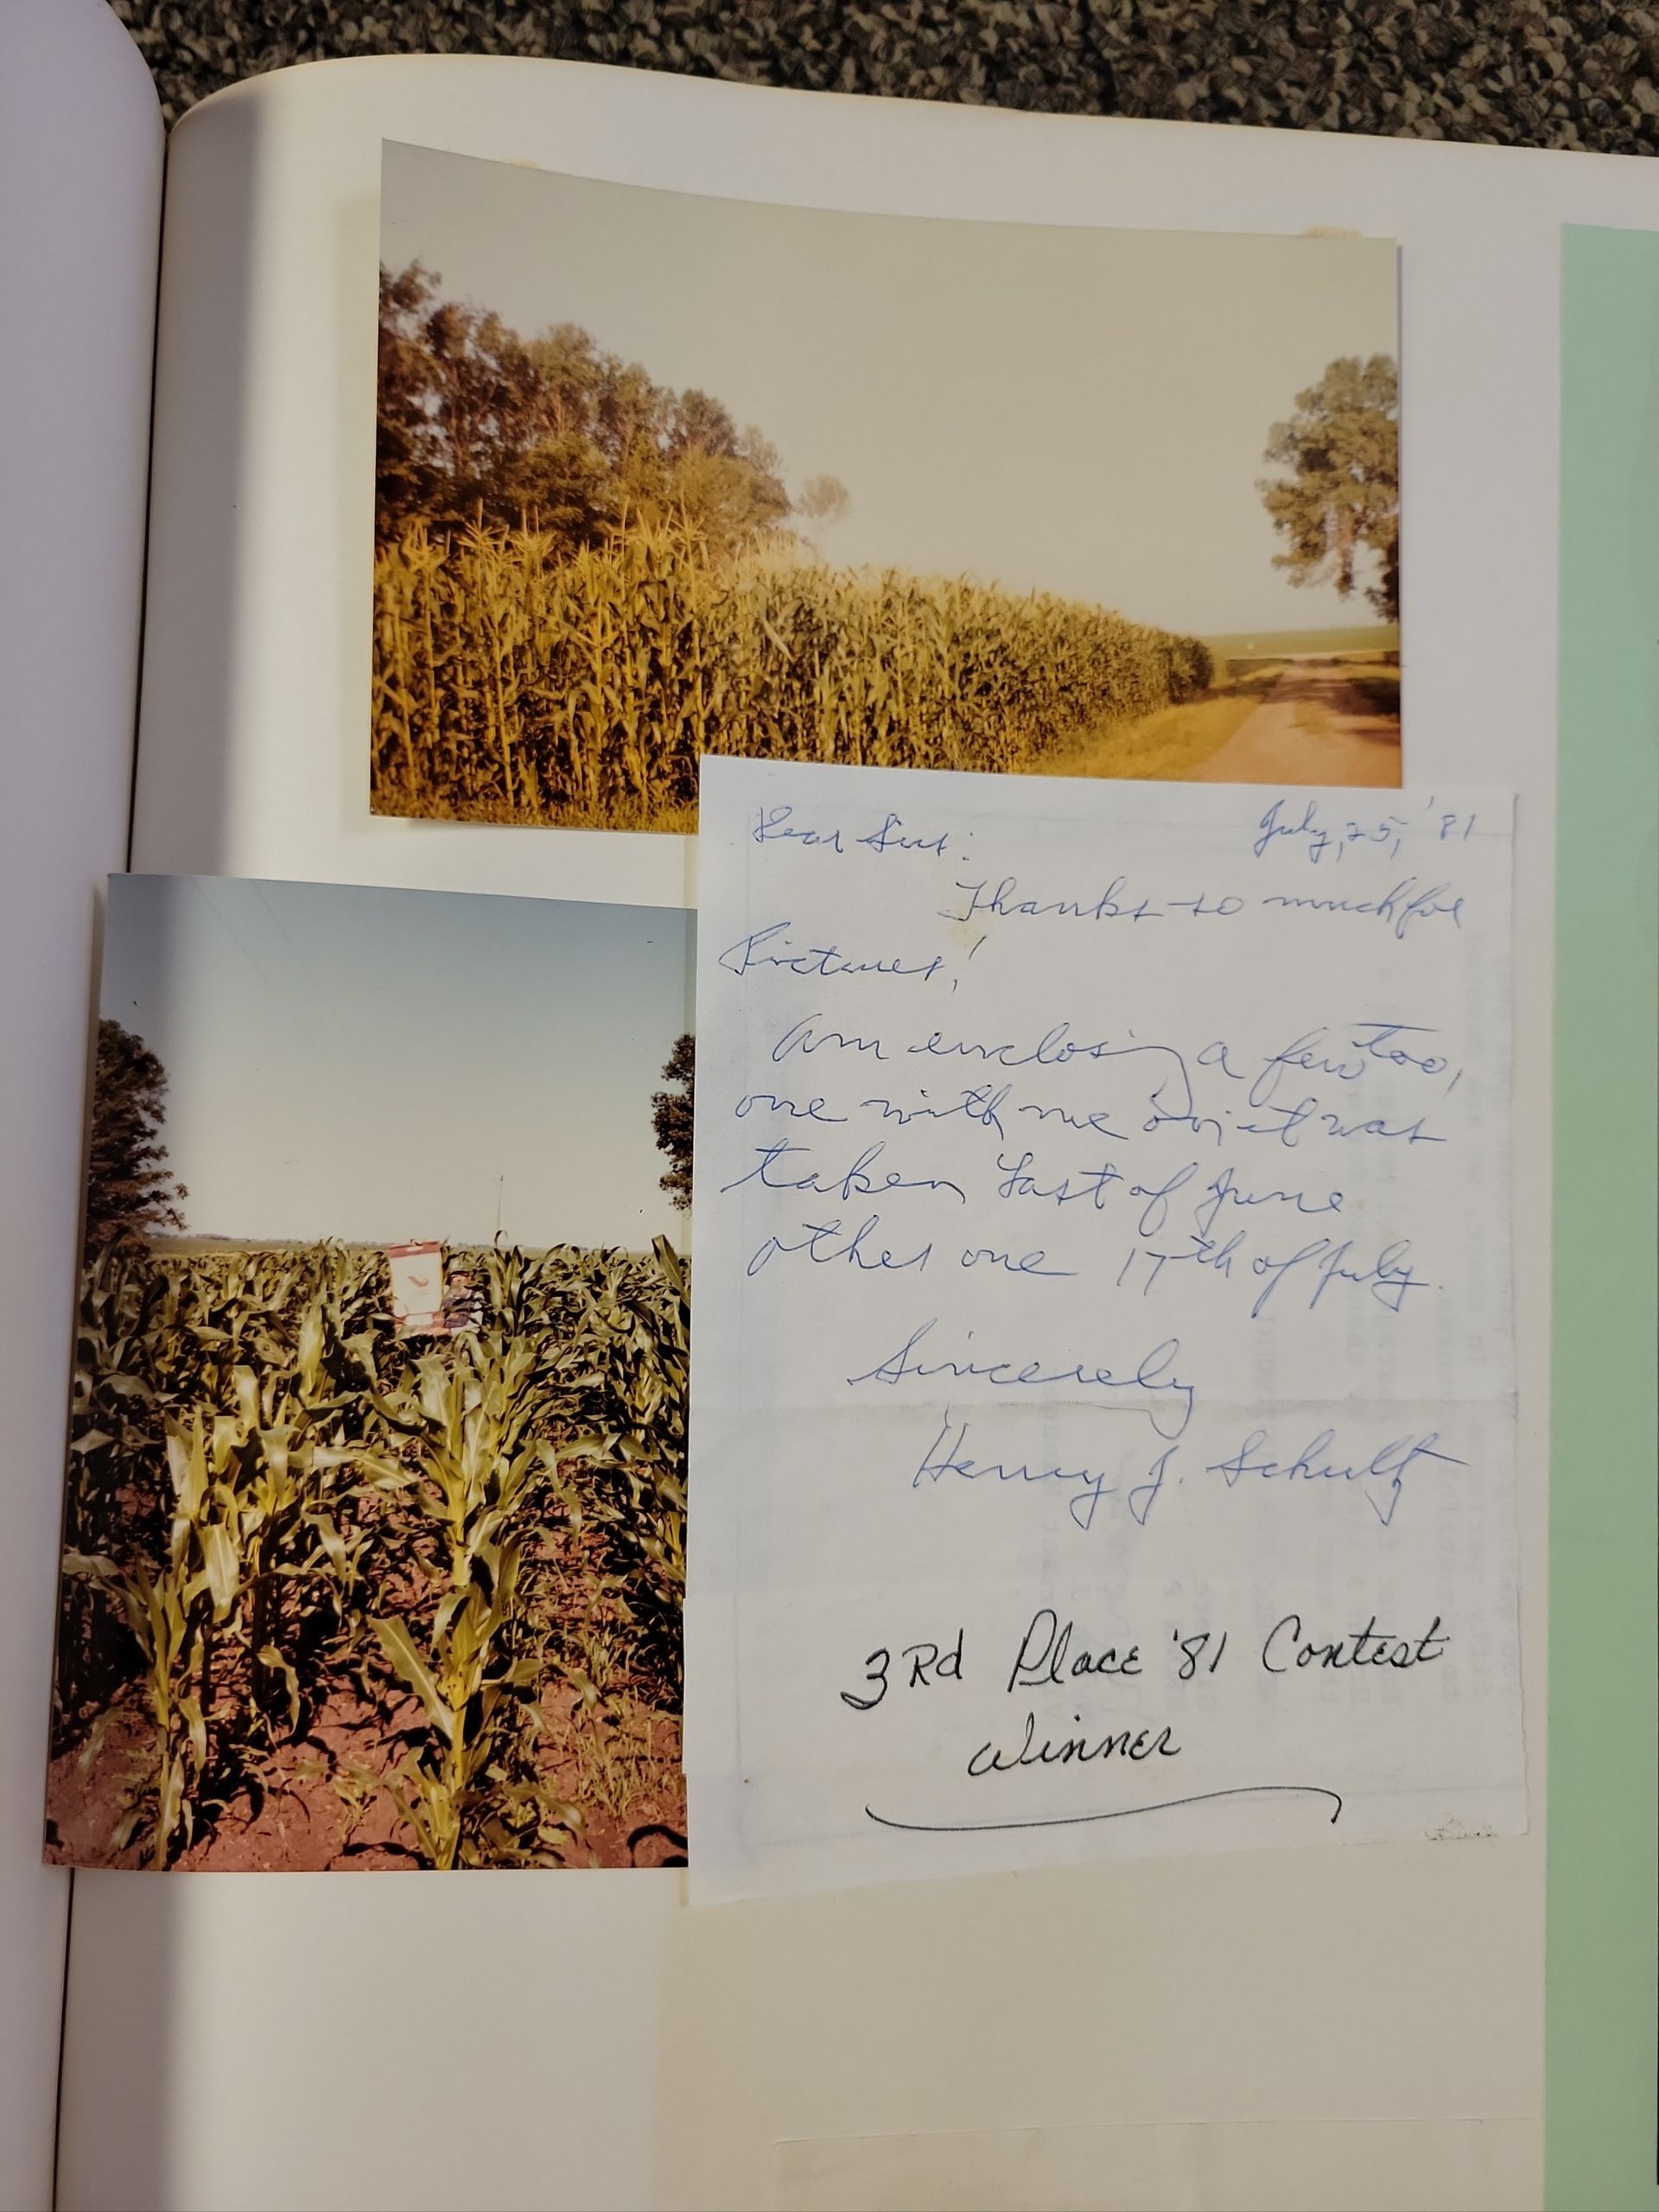 Dear Sirs:
July, 25, '81
Thanks so much for
Pictures!
Am enclosing a few too,
one with me in it was
taken Last of June
other one 17th of July.
Sincerely
Henry J. Schultz
3Rd Place '81 Contest
Winner